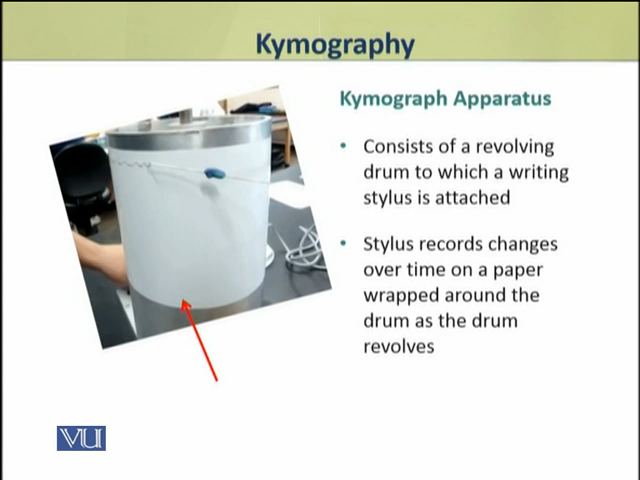 Kymography
Kymograph Apparatus
• Consists of a revolving
drum to which a writing
stylus is attached
• Stylus records changes
over time on a paper
wrapped around the
drum as the drum
revolves
VU